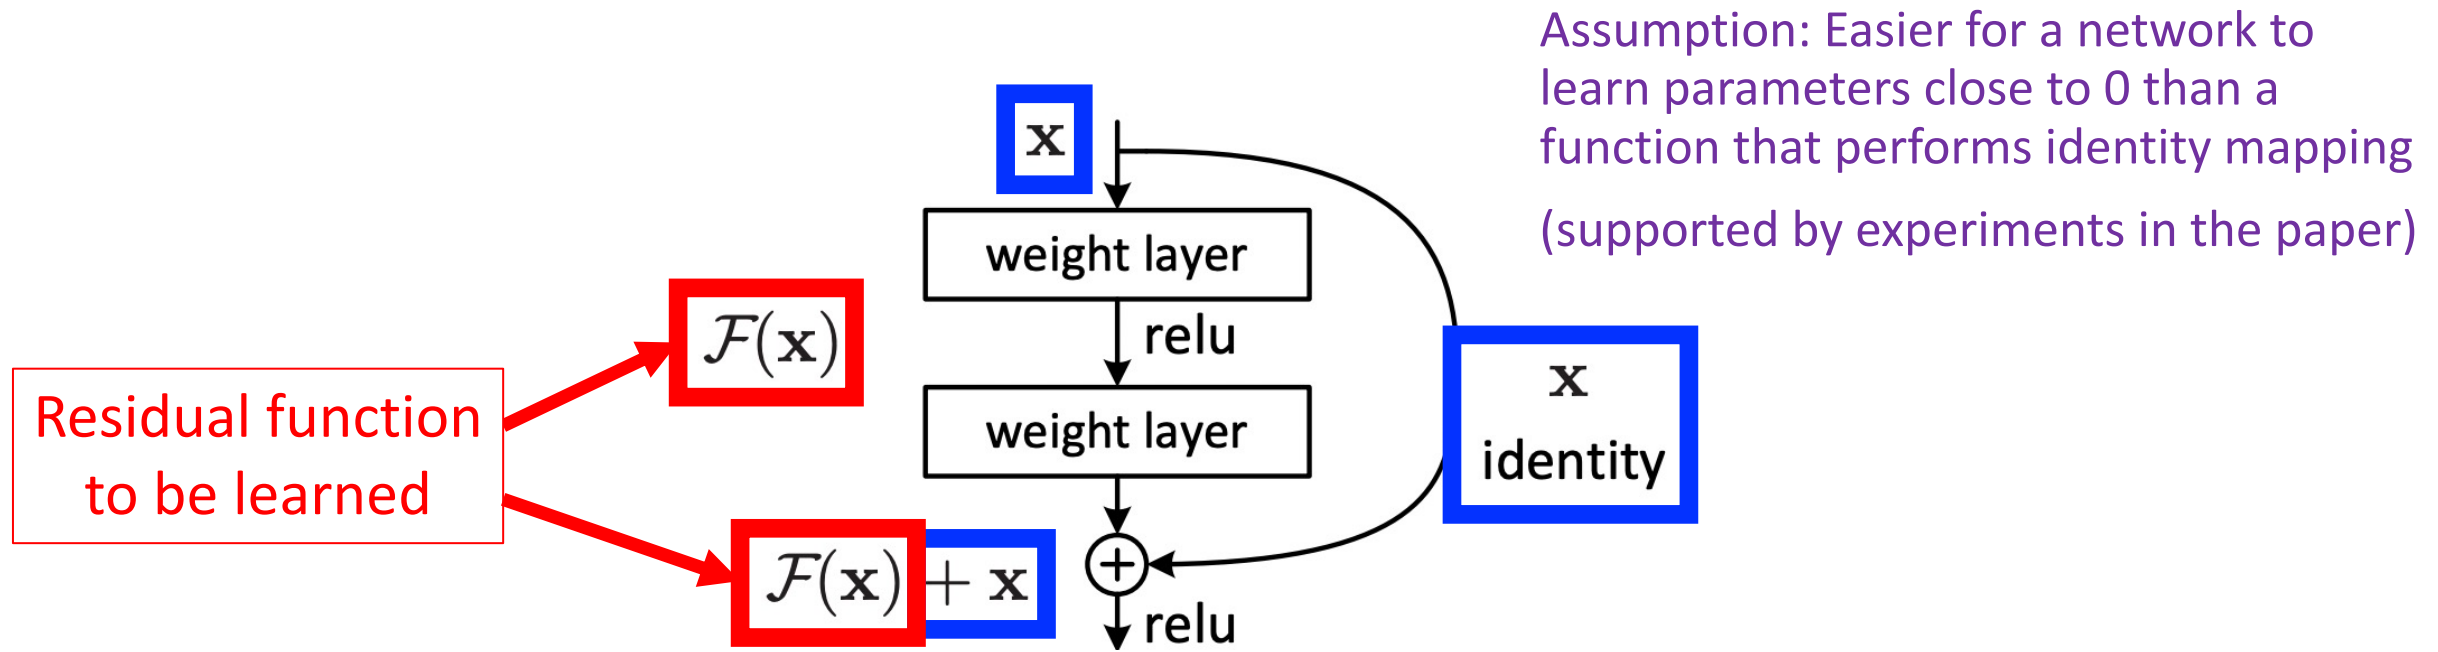 Assumption: Easier for a network to
learn parameters close to 0 than a
function that performs identity mapping
(supported by experiments in the paper)
x
weight layer
relu
F(x)
weight layer
x
identity
Residual function
to be learned
F(x) + x
+
relu